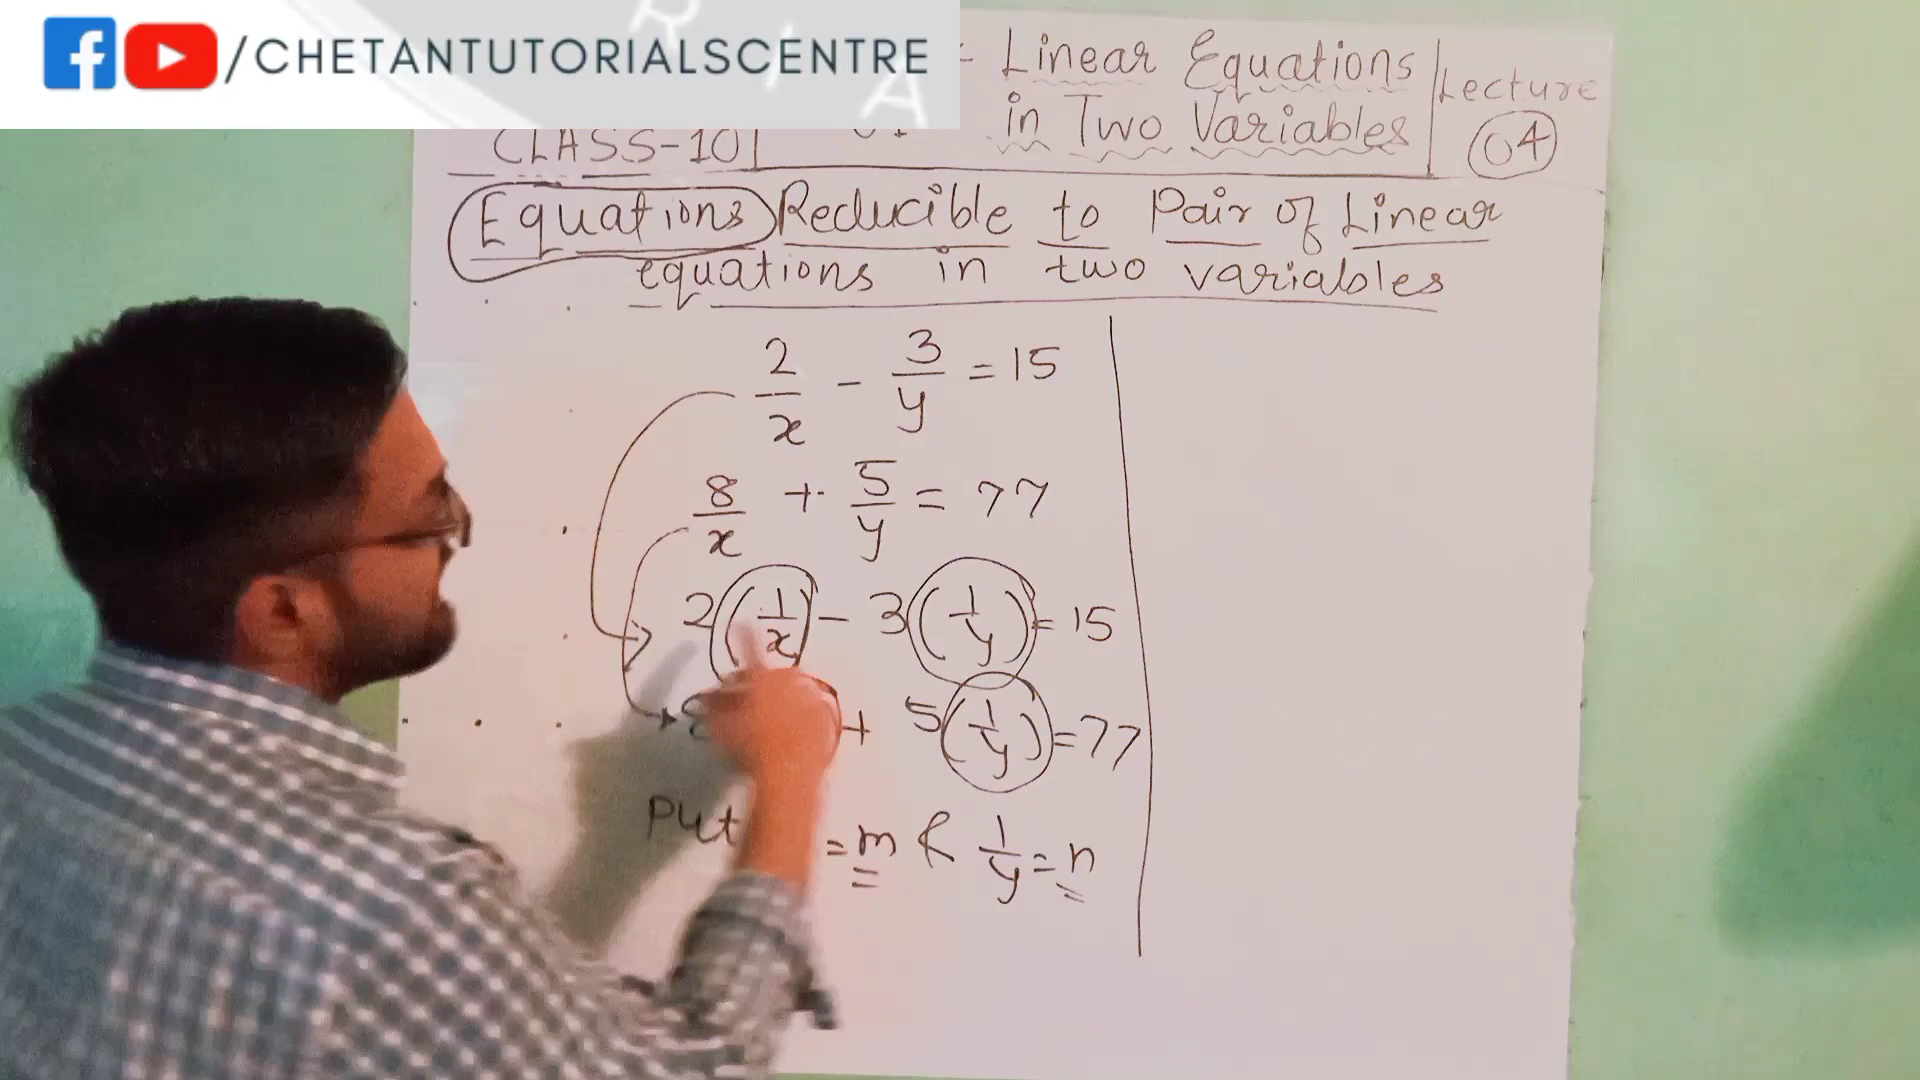 /CHETANTUTORIALSCENTRE
R I A
- Linear Equations
in Two Variables
Lecture
04
CLASS-10
Equations Reducible to Pair of Linear
equations in two variables
2/x - 3/y = 15
8/x + 5/y = 77
2(1/x) - 3(1/y) = 15
+ 5(1/y) = 77
Put = m & 1/y = n